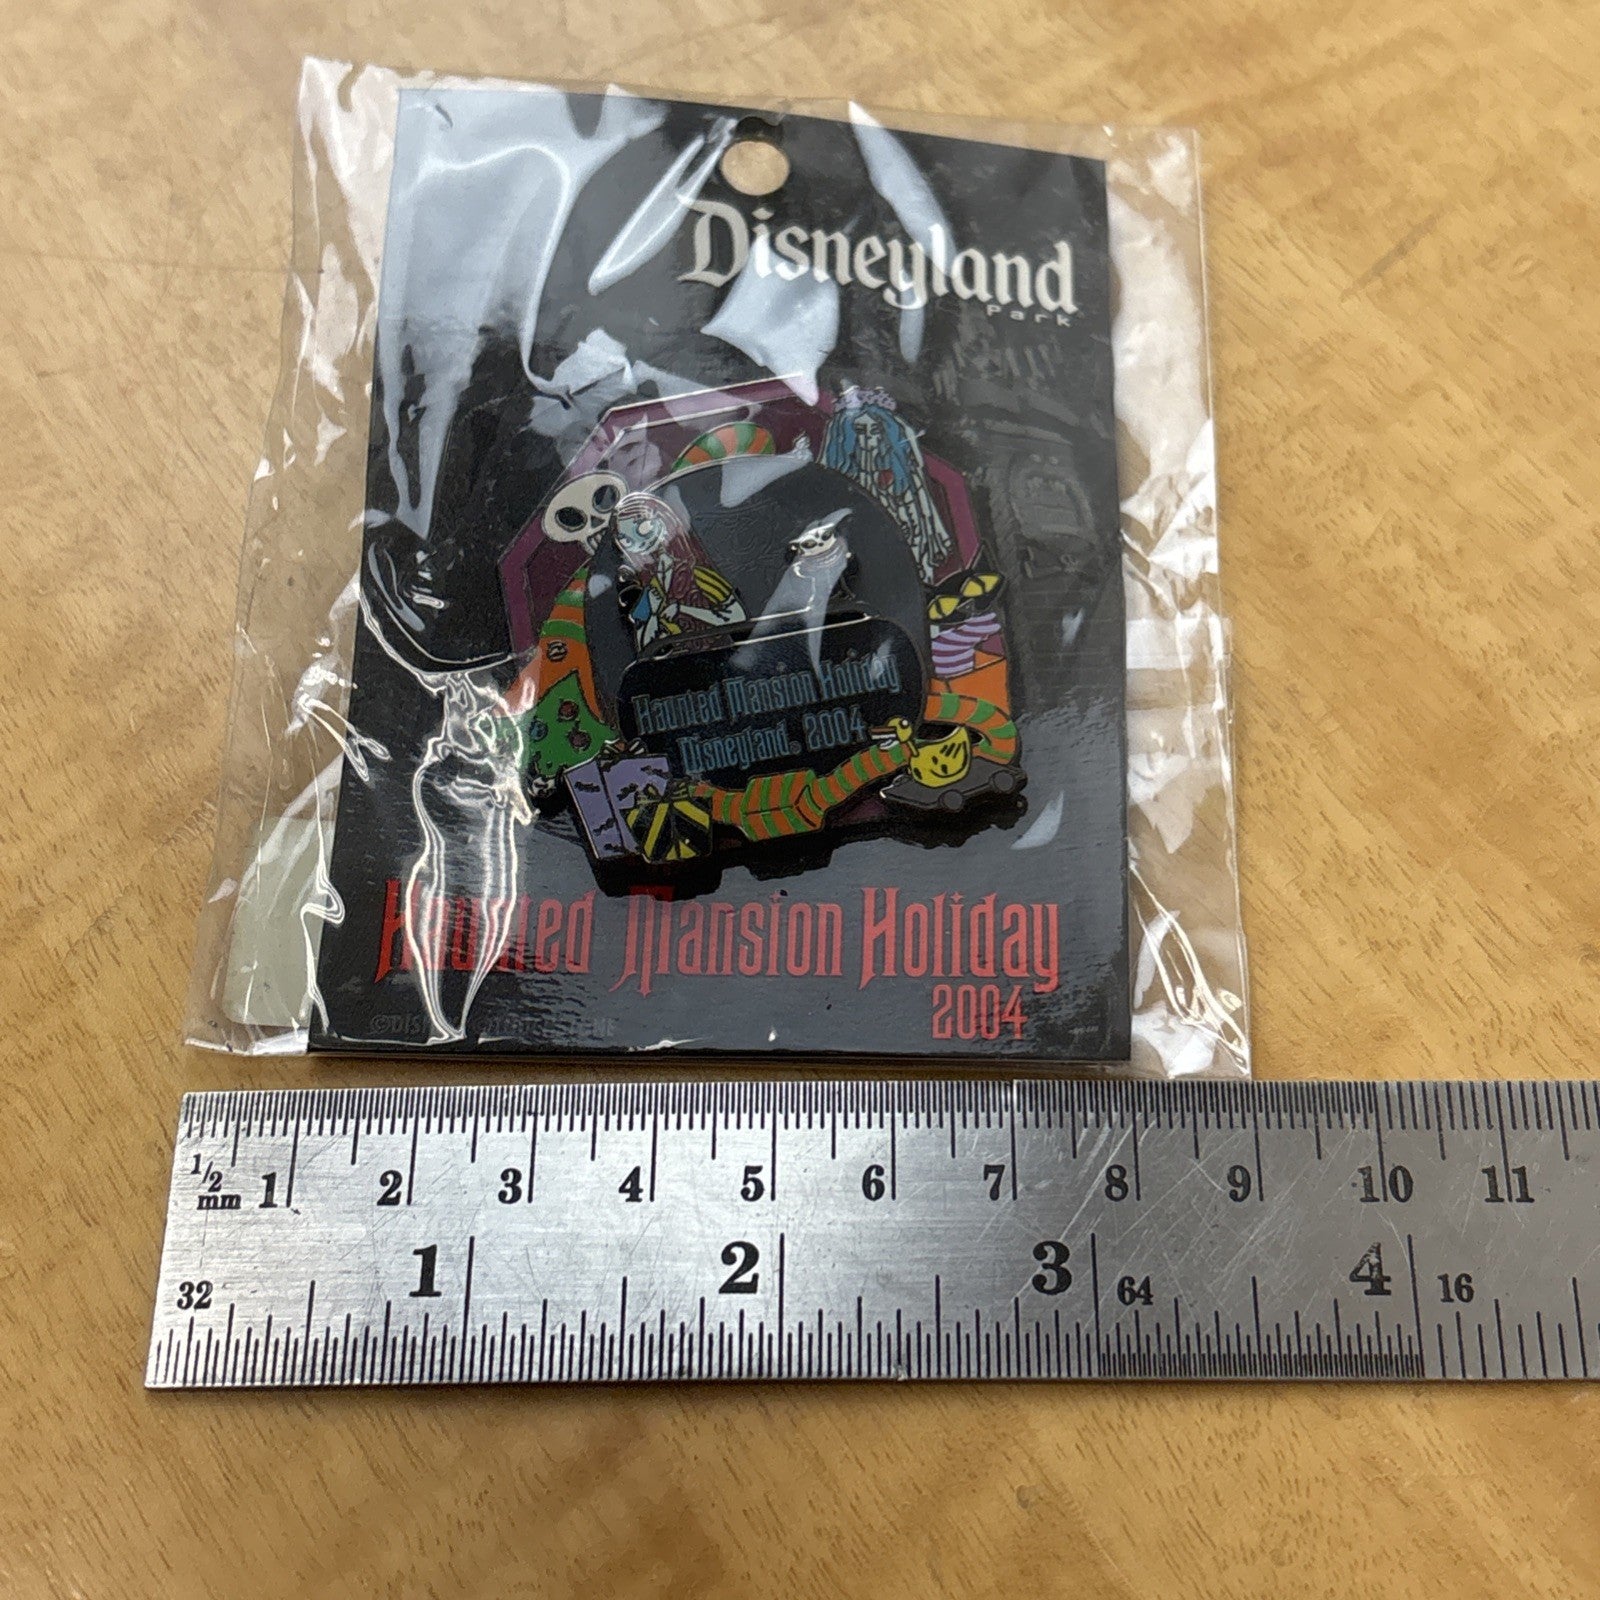 Disneyland
Park
Haunted Mansion Holiday
Disneyland® 2004
Haunted Mansion Holiday
2004
1/2 mm 1 2 3 4 5 6 7 8 9 10 11
1 2 3 4
32 64 16